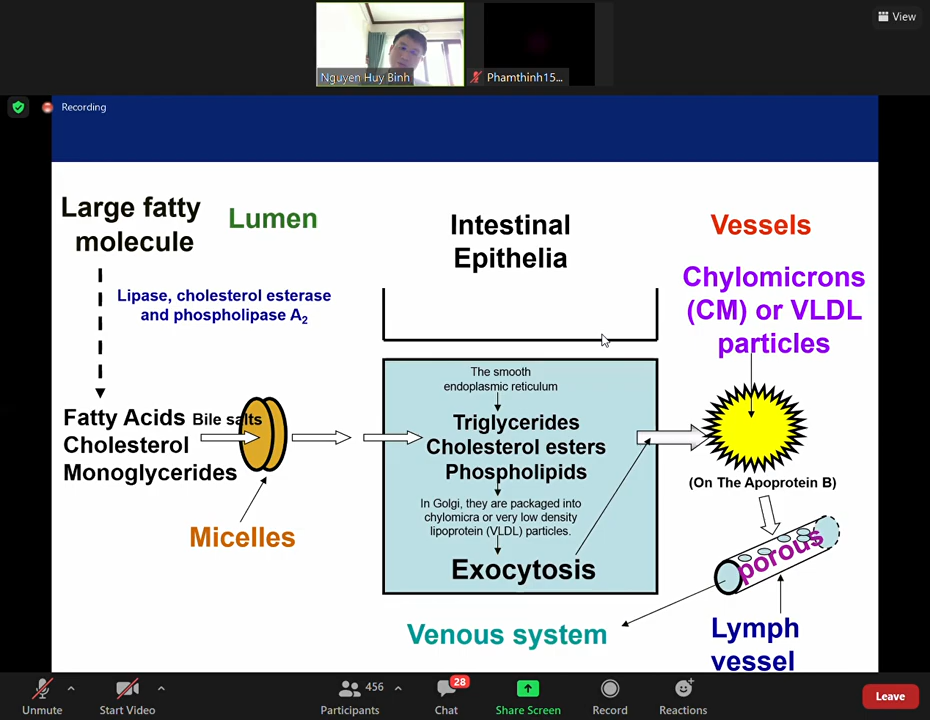 View
Nguyen Huy Binh
Phamthinh15...
Recording
Large fatty
molecule
Lumen
Intestinal
Epithelia
Vessels
Lipase, cholesterol esterase
and phospholipase A2
Chylomicrons
(CM) or VLDL
particles
The smooth
endoplasmic reticulum
Fatty Acids
Cholesterol
Monoglycerides
Bile salts
Triglycerides
Cholesterol esters
Phospholipids
In Golgi, they are packaged into
chylomicra or very low density
lipoprotein (VLDL) particles.
Exocytosis
(On The Apoprotein B)
Micelles
porous
Venous system
Lymph
vessel
Unmute
Start Video
456
Participants
28
Chat
Share Screen
Record
Reactions
Leave